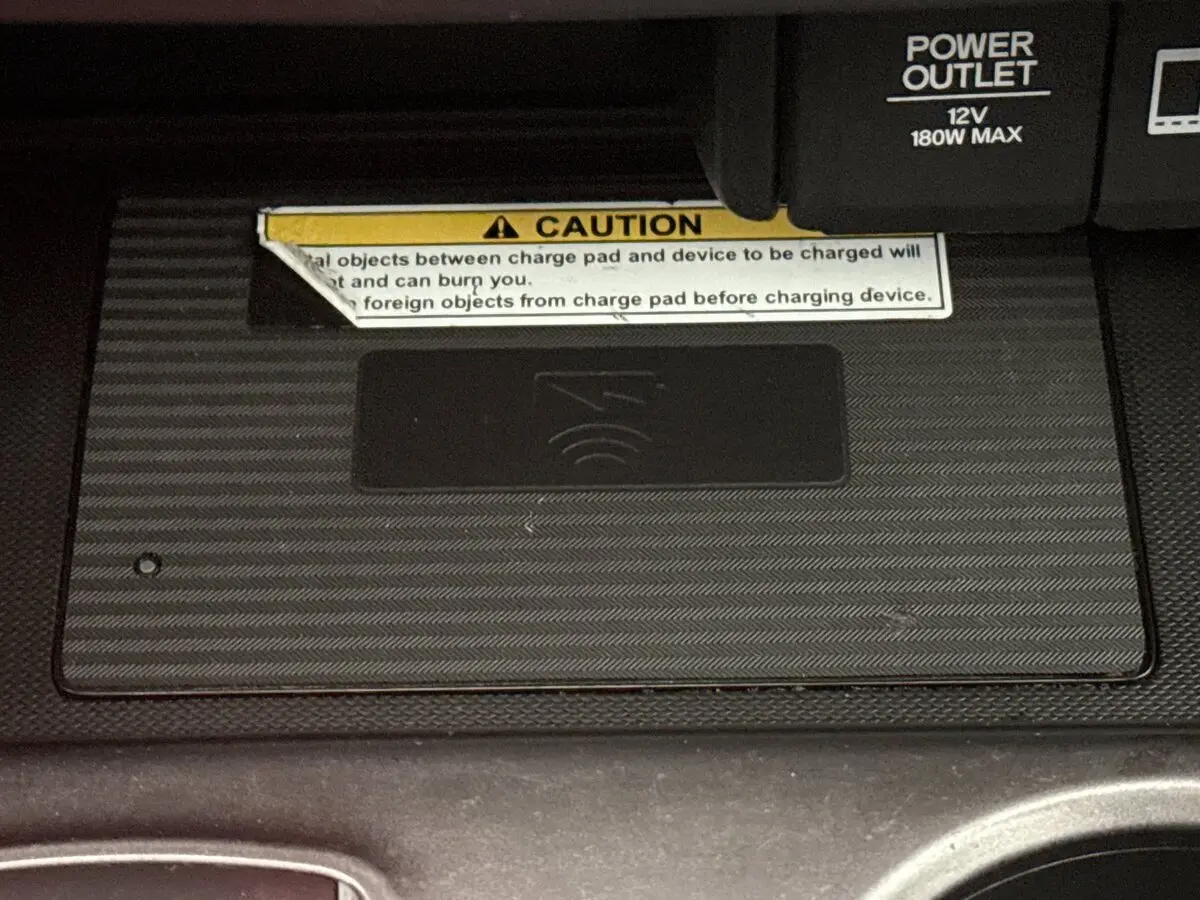 POWER
OUTLET
12V
180W MAX
CAUTION
al objects between charge pad and device to be charged will
t and can burn you.
foreign objects from charge pad before charging device.